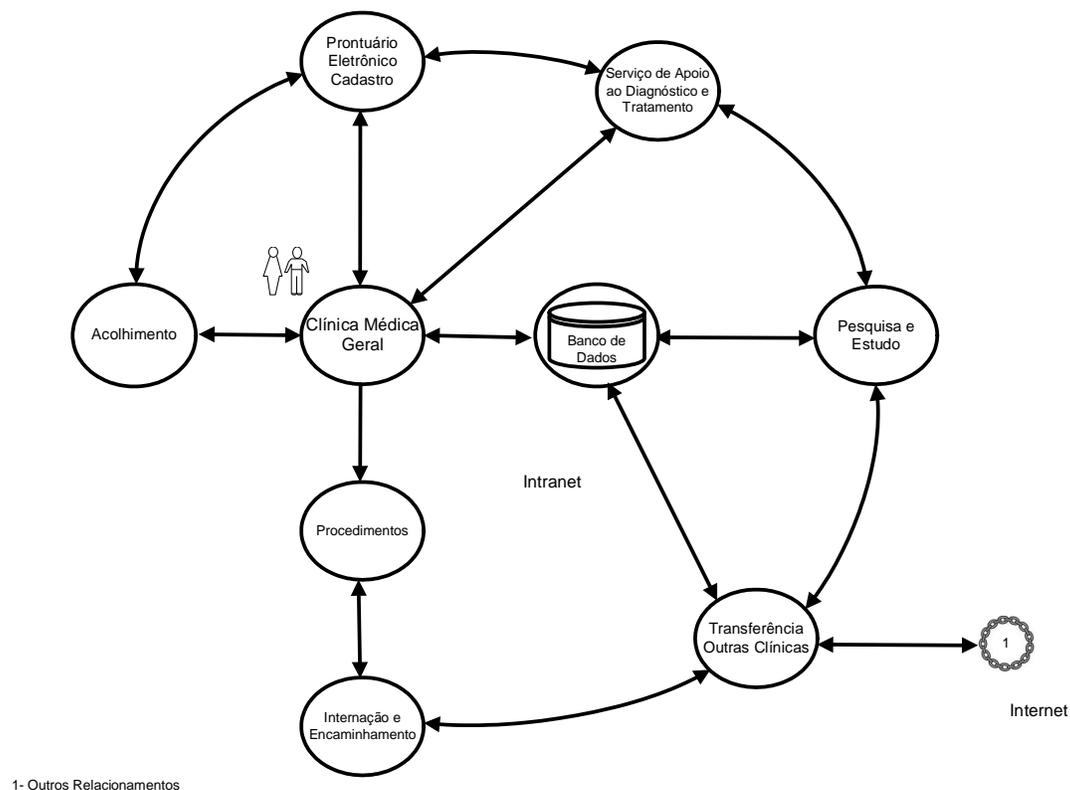 Prontuário
Eletrônico
Cadastro
Serviço de Apoio
ao Diagnóstico e
Tratamento
Acolhimento
Clínica Médica
Geral
Banco de
Dados
Pesquisa e
Estudo
Intranet
Procedimentos
Transferência
Outras Clínicas
1
Internação e
Encaminhamento
Internet
1- Outros Relacionamentos